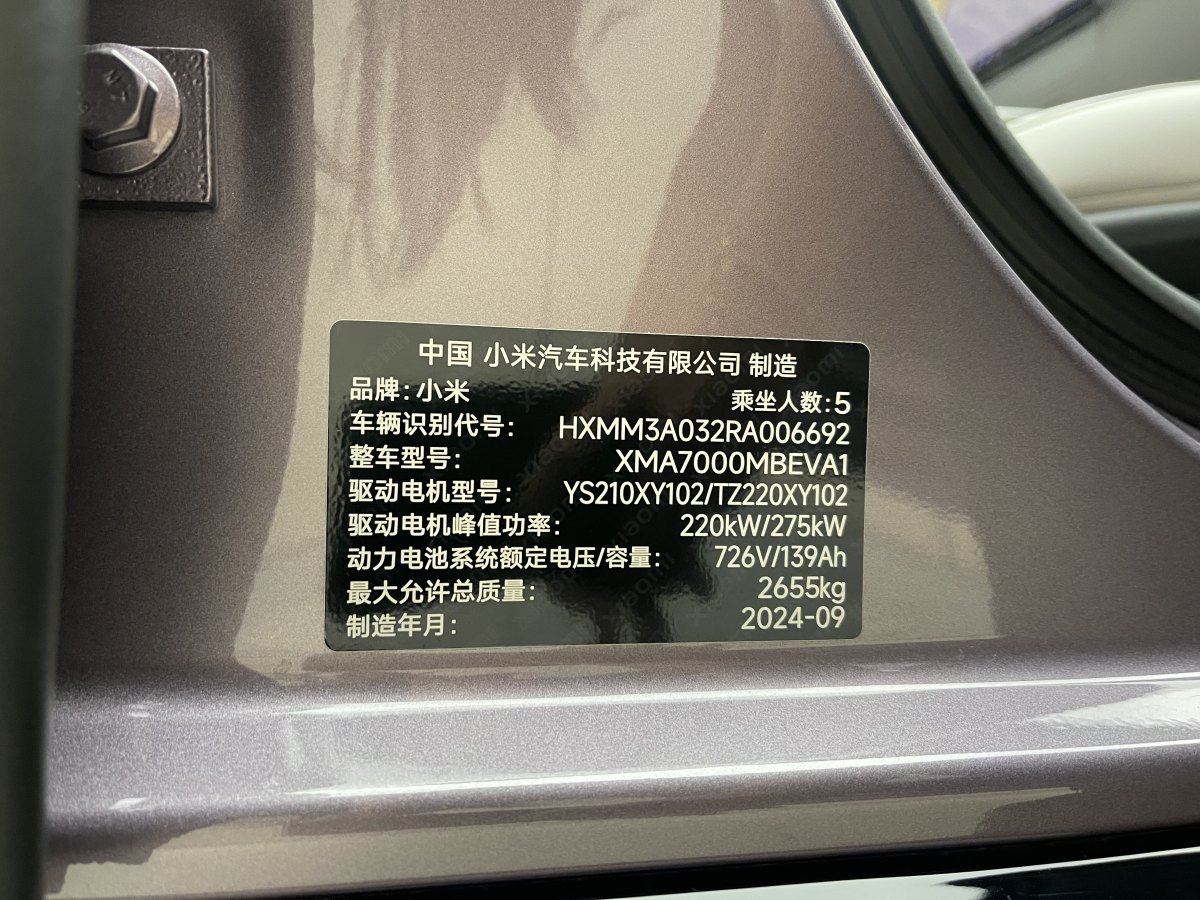 中国 小米汽车科技有限公司 制造
品牌：小米 乘坐人数：5
车辆识别代号： HXMM3A032RA006692
整车型号： XMA7000MBEVA1
驱动电机型号： YS210XY102/TZ220XY102
驱动电机峰值功率： 220kW/275kW
动力电池系统额定电压/容量： 726V/139Ah
最大允许总质量： 2655kg
制造年月： 2024-09